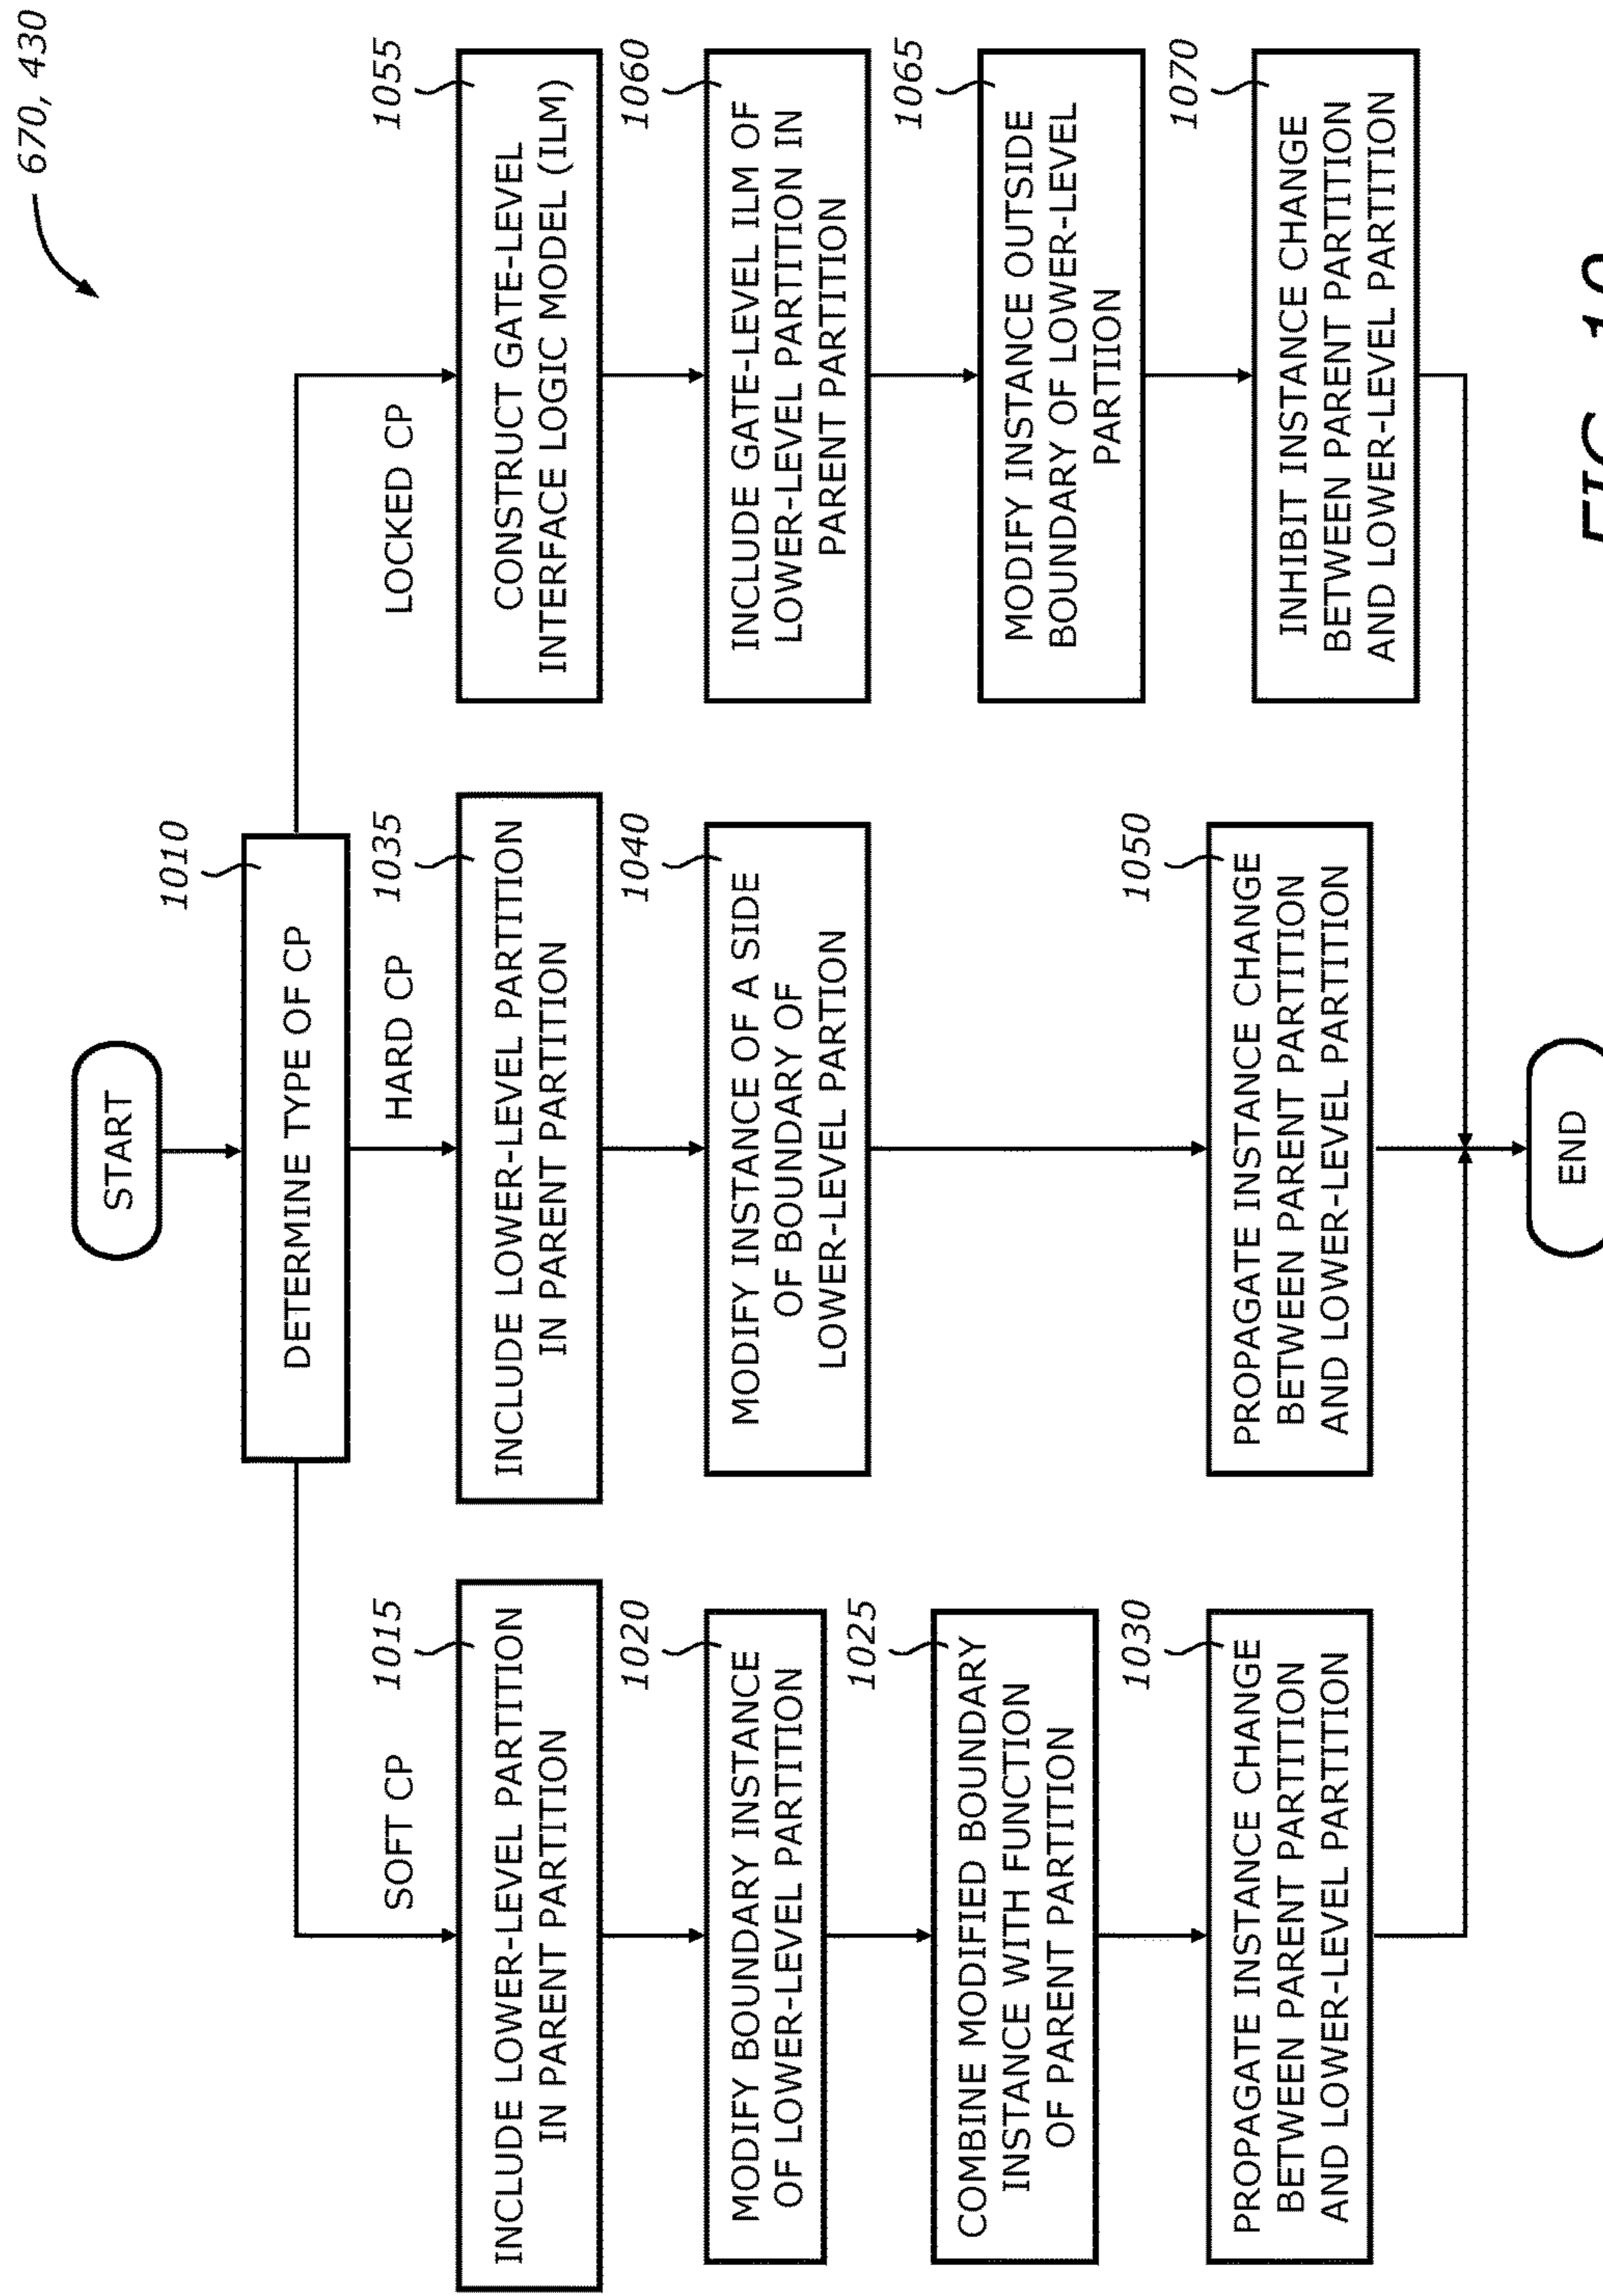 670, 430
START
1010
DETERMINE TYPE OF CP
SOFT CP
1015
INCLUDE LOWER-LEVEL PARTITION
IN PARENT PARTITION
1020
MODIFY BOUNDARY INSTANCE
OF LOWER-LEVEL PARTITION
1025
COMBINE MODIFIED BOUNDARY
INSTANCE WITH FUNCTION
OF PARENT PARTITION
1030
PROPAGATE INSTANCE CHANGE
BETWEEN PARENT PARTITION
AND LOWER-LEVEL PARTITION
HARD CP
1035
INCLUDE LOWER-LEVEL PARTITION
IN PARENT PARTITION
1040
MODIFY INSTANCE OF A SIDE
OF BOUNDARY OF
LOWER-LEVEL PARTION
1050
PROPAGATE INSTANCE CHANGE
BETWEEN PARENT PARTITION
AND LOWER-LEVEL PARTITION
LOCKED CP
1055
CONSTRUCT GATE-LEVEL
INTERFACE LOGIC MODEL (ILM)
1060
INCLUDE GATE-LEVEL ILM OF
LOWER-LEVEL PARTITION IN
PARENT PARTITION
1065
MODIFY INSTANCE OUTSIDE
BOUNDARY OF LOWER-LEVEL
PARTION
1070
INHIBIT INSTANCE CHANGE
BETWEEN PARENT PARTITION
AND LOWER-LEVEL PARTITION
END
FIG. 10